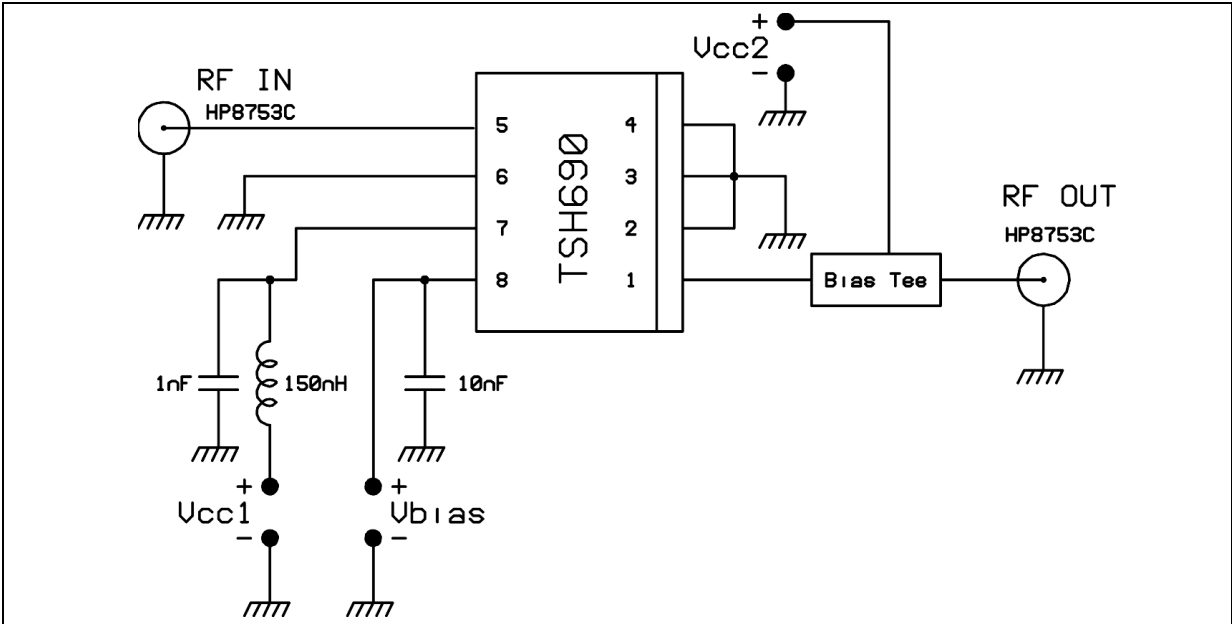 +
Vcc2
-
RF IN
HP8753C
5
6
7
8
TSH690
4
3
2
1
RF OUT
HP8753C
Bias Tee
1nF
150nH
10nF
+
Vcc1
-
+
Vbias
-